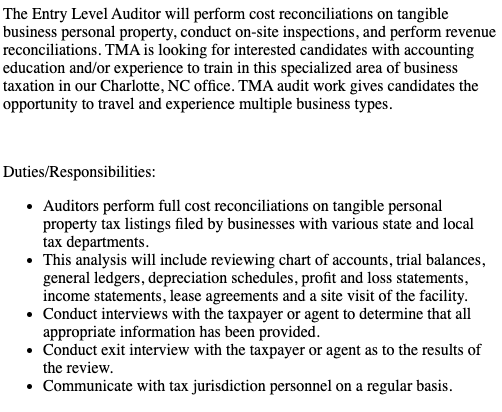 The Entry Level Auditor will perform cost reconciliations on tangible
business personal property, conduct on-site inspections, and perform revenue
reconciliations. TMA is looking for interested candidates with accounting
education and/or experience to train in this specialized area of business
taxation in our Charlotte, NC office. TMA audit work gives candidates the
opportunity to travel and experience multiple business types.
Duties/Responsibilities:
• Auditors perform full cost reconciliations on tangible personal
property tax listings filed by businesses with various state and local
tax departments.
• This analysis will include reviewing chart of accounts, trial balances,
general ledgers, depreciation schedules, profit and loss statements,
income statements, lease agreements and a site visit of the facility.
• Conduct interviews with the taxpayer or agent to determine that all
appropriate information has been provided.
• Conduct exit interview with the taxpayer or agent as to the results of
the review.
• Communicate with tax jurisdiction personnel on a regular basis.